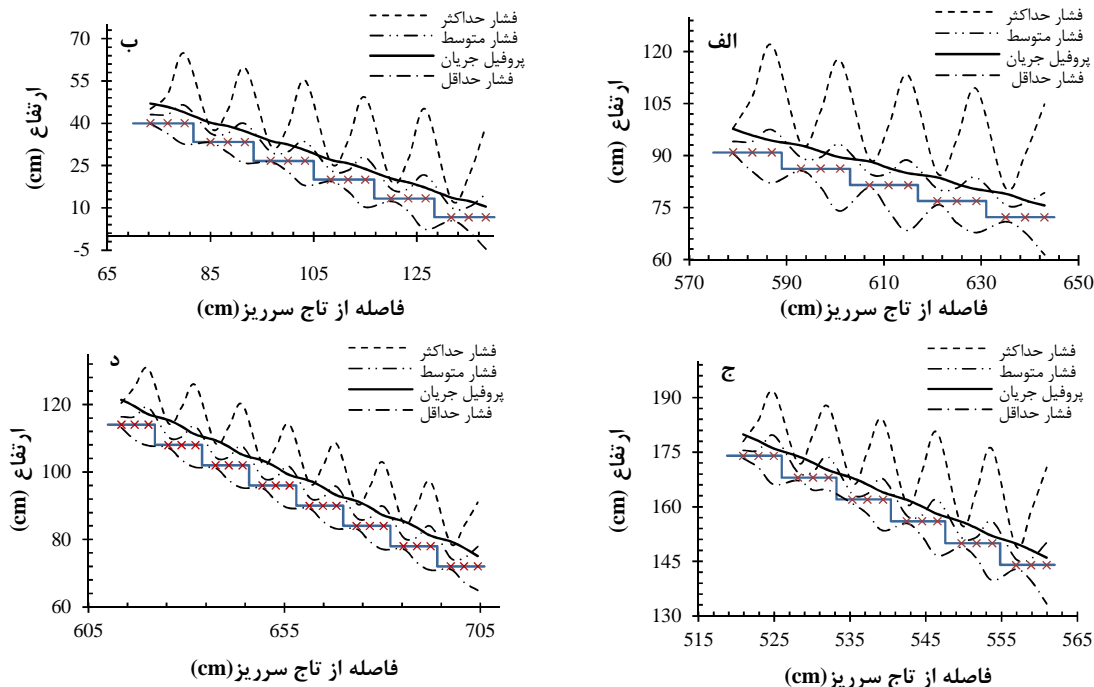 الف
فشار حداکثر
فشار متوسط
پروفیل جریان
فشار حداقل
ارتفاع (cm)
120
105
90
75
60
570 590 610 630 650
فاصله از تاج سرریز(cm)
ب
فشار حداکثر
فشار متوسط
پروفیل جریان
فشار حداقل
ارتفاع (cm)
70
55
40
25
10
-5
65 85 105 125
فاصله از تاج سرریز(cm)
ج
فشار حداکثر
فشار متوسط
پروفیل جریان
فشار حداقل
ارتفاع (cm)
190
175
160
145
130
515 525 535 545 555 565
فاصله از تاج سرریز(cm)
د
فشار حداکثر
فشار متوسط
پروفیل جریان
فشار حداقل
ارتفاع (cm)
120
100
80
60
605 655 705
فاصله از تاج سرریز(cm)